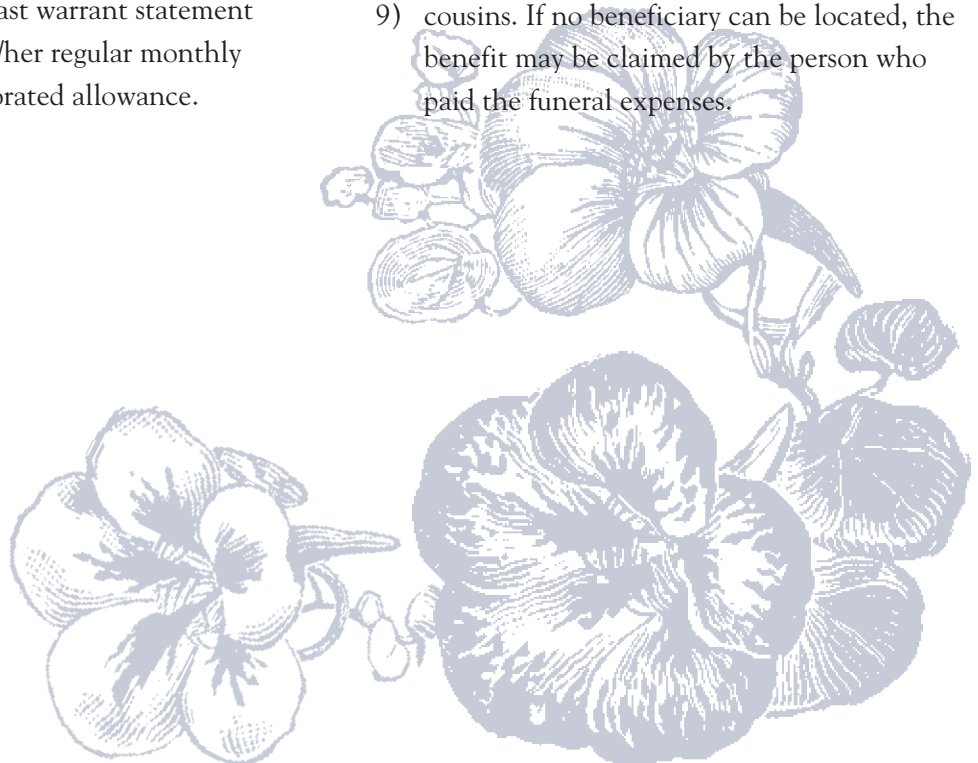 ast warrant statement
/her regular monthly
orated allowance.
9) cousins. If no beneficiary can be located, the
benefit may be claimed by the person who
paid the funeral expenses.